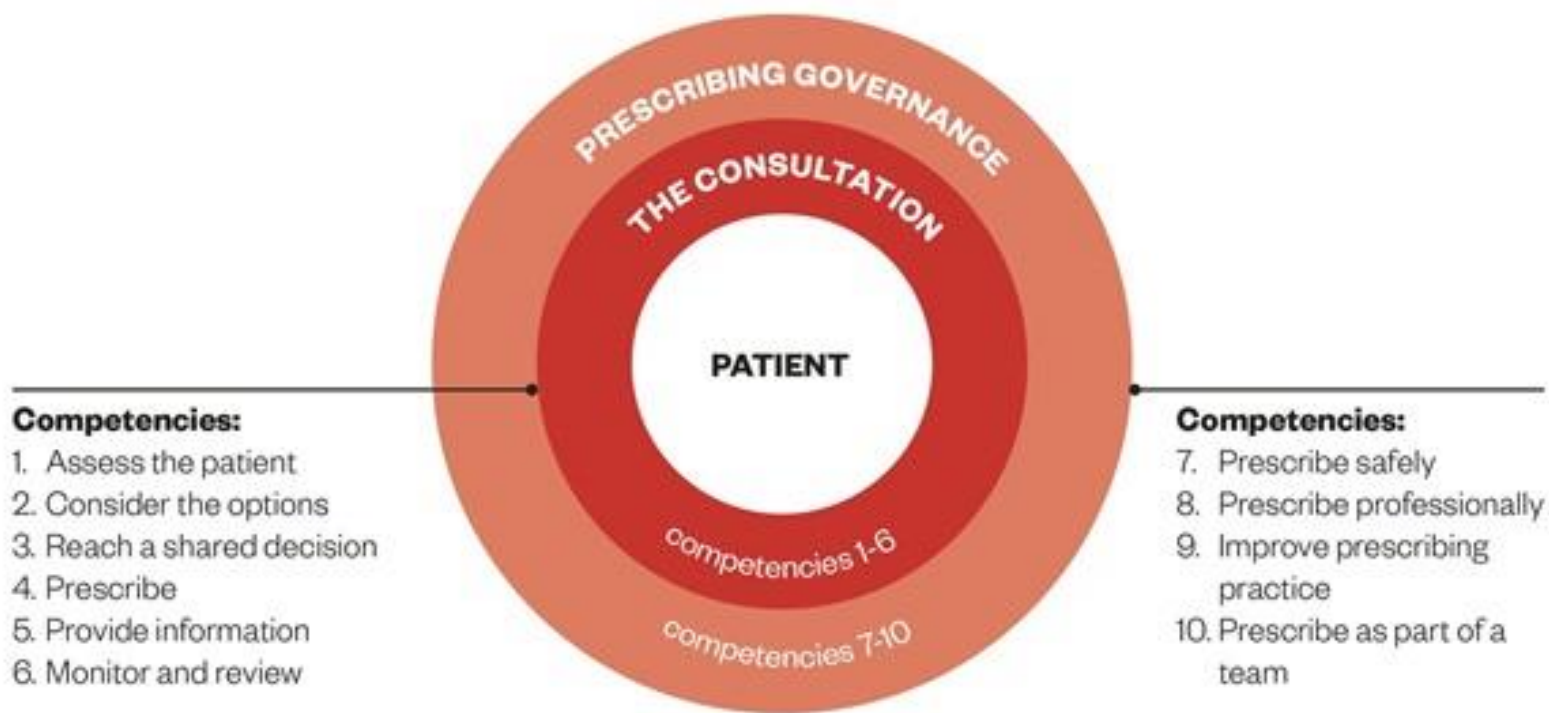 PRESCRIBING GOVERNANCE
THE CONSULTATION
PATIENT
competencies 1-6
competencies 7-10
Competencies:
1. Assess the patient
2. Consider the options
3. Reach a shared decision
4. Prescribe
5. Provide information
6. Monitor and review
Competencies:
7. Prescribe safely
8. Prescribe professionally
9. Improve prescribing
practice
10. Prescribe as part of a
team